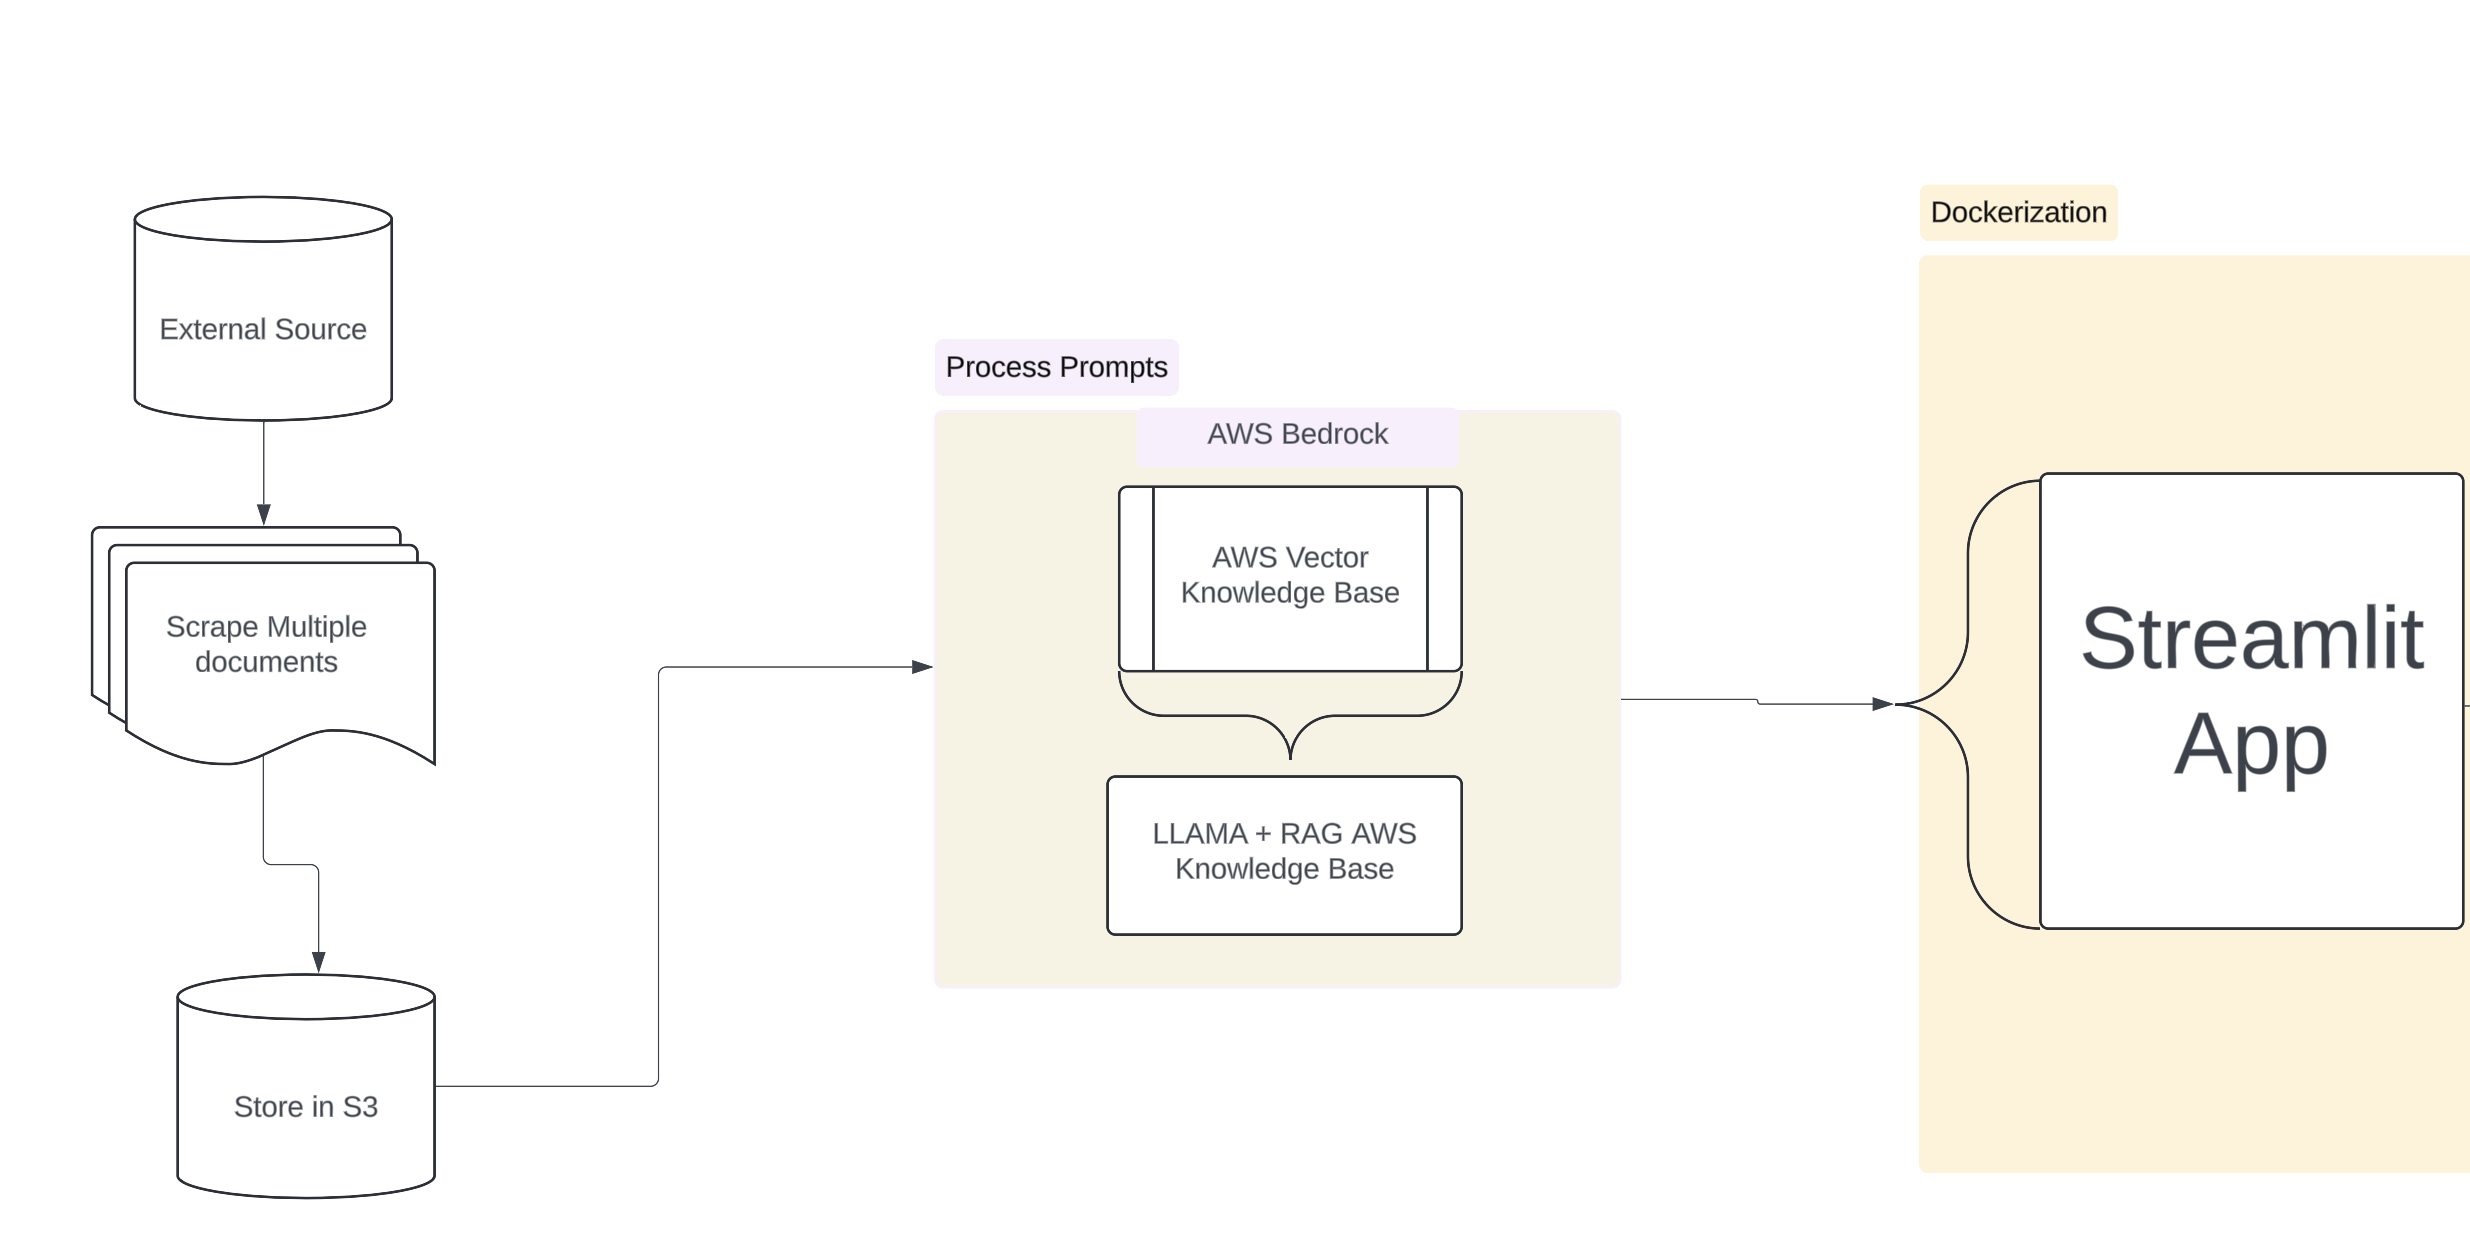 External Source
Scrape Multiple
documents
Store in S3
Process Prompts
AWS Bedrock
AWS Vector
Knowledge Base
LLAMA + RAG AWS
Knowledge Base
Dockerization
Streamlit
App